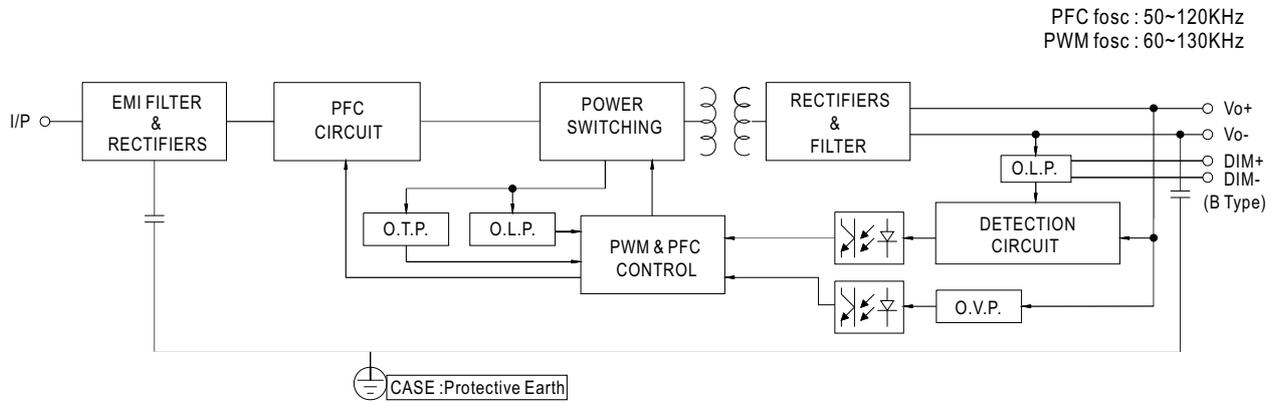 PFC fosc : 50~120KHz
PWM fosc : 60~130KHz
I/P
EMI FILTER
&
RECTIFIERS
PFC
CIRCUIT
POWER
SWITCHING
RECTIFIERS
&
FILTER
Vo+
Vo-
DIM+
DIM-
(B Type)
O.L.P.
O.T.P.
O.L.P.
PWM & PFC
CONTROL
DETECTION
CIRCUIT
O.V.P.
CASE :Protective Earth